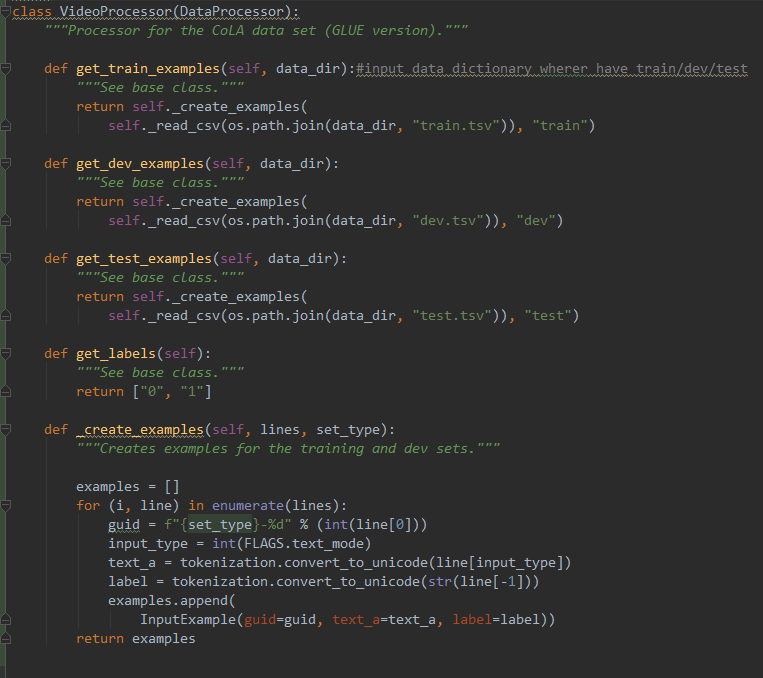 class VideoProcessor(DataProcessor):
    """Processor for the CoLA data set (GLUE version)."""

    def get_train_examples(self, data_dir):#input data dictionary wherer have train/dev/test
        """See base class."""
        return self._create_examples(
            self._read_csv(os.path.join(data_dir, "train.tsv")), "train")

    def get_dev_examples(self, data_dir):
        """See base class."""
        return self._create_examples(
            self._read_csv(os.path.join(data_dir, "dev.tsv")), "dev")

    def get_test_examples(self, data_dir):
        """See base class."""
        return self._create_examples(
            self._read_csv(os.path.join(data_dir, "test.tsv")), "test")

    def get_labels(self):
        """See base class."""
        return ["0", "1"]

    def _create_examples(self, lines, set_type):
        """Creates examples for the training and dev sets."""

        examples = []
        for (i, line) in enumerate(lines):
            guid = f"{set_type}-%d" % (int(line[0]))
            input_type = int(FLAGS.text_mode)
            text_a = tokenization.convert_to_unicode(line[input_type])
            label = tokenization.convert_to_unicode(str(line[-1]))
            examples.append(
                InputExample(guid=guid, text_a=text_a, label=label))
        return examples